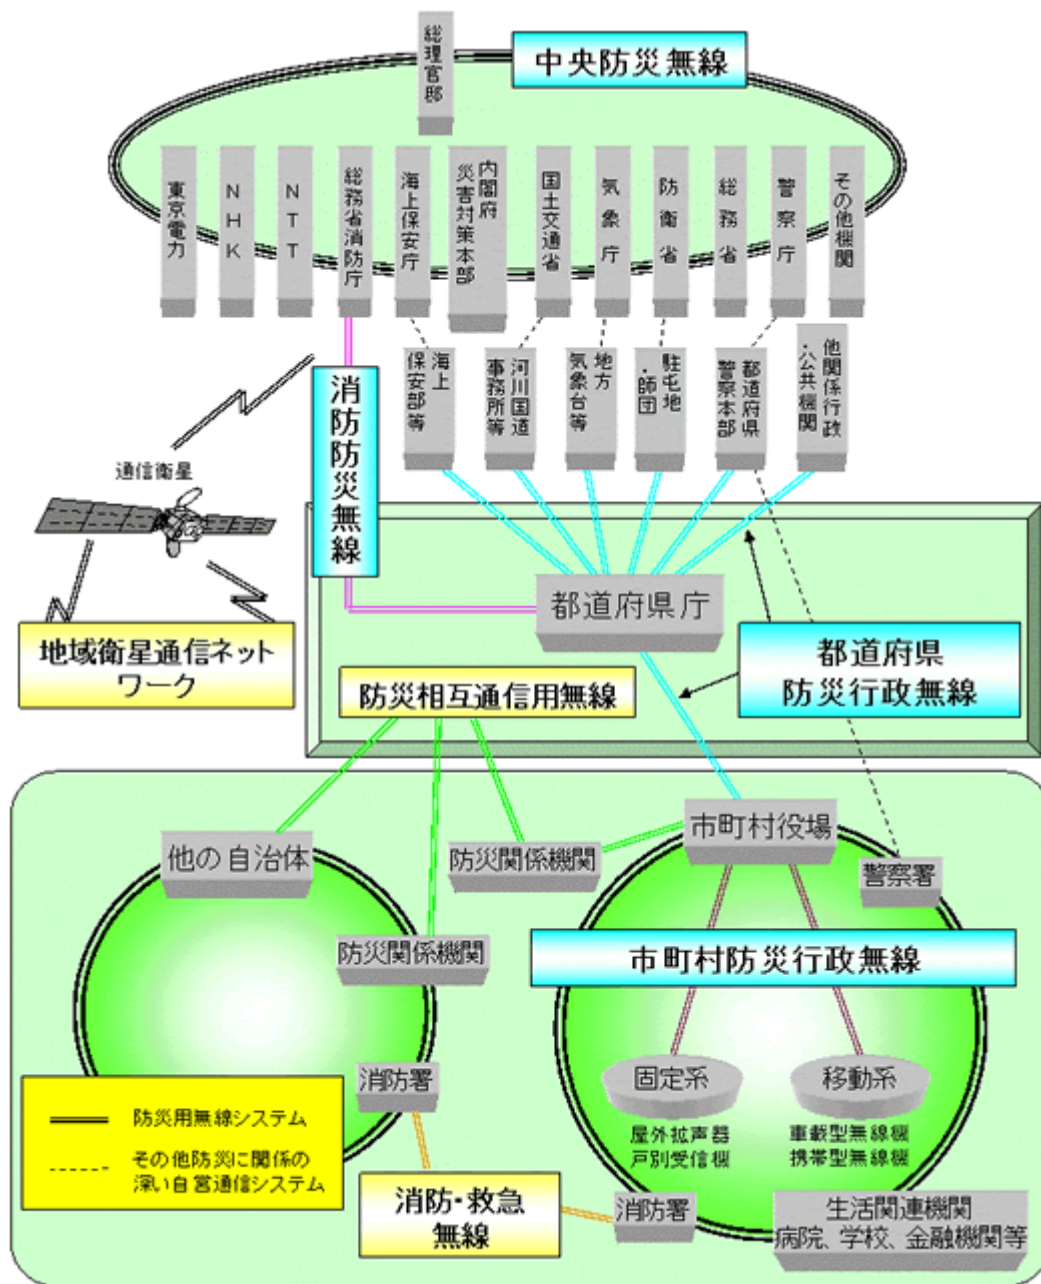 総理官邸
中央防災無線
東京電力
NHK
NTT
総務省消防庁
海上保安庁
内閣府
災害対策本部
国土交通省
気象庁
防衛省
総務省
警察庁
その他機関
海上
保安部等
河川国道
事務所等
地方
気象台等
駐屯地
・師団
都道府県
警察本部
他関係行政
・公共機関
消防防災無線
通信衛星
地域衛星通信ネット
ワーク
都道府県庁
都道府県
防災行政無線
防災相互通信用無線
他の自治体
防災関係機関
市町村役場
警察署
防災関係機関
市町村防災行政無線
消防署
固定系
移動系
屋外拡声器
戸別受信機
車載型無線機
携帯型無線機
防災用無線システム
その他防災に関係の
深い自営通信システム
消防・救急
無線
消防署
生活関連機関
病院、学校、金融機関等